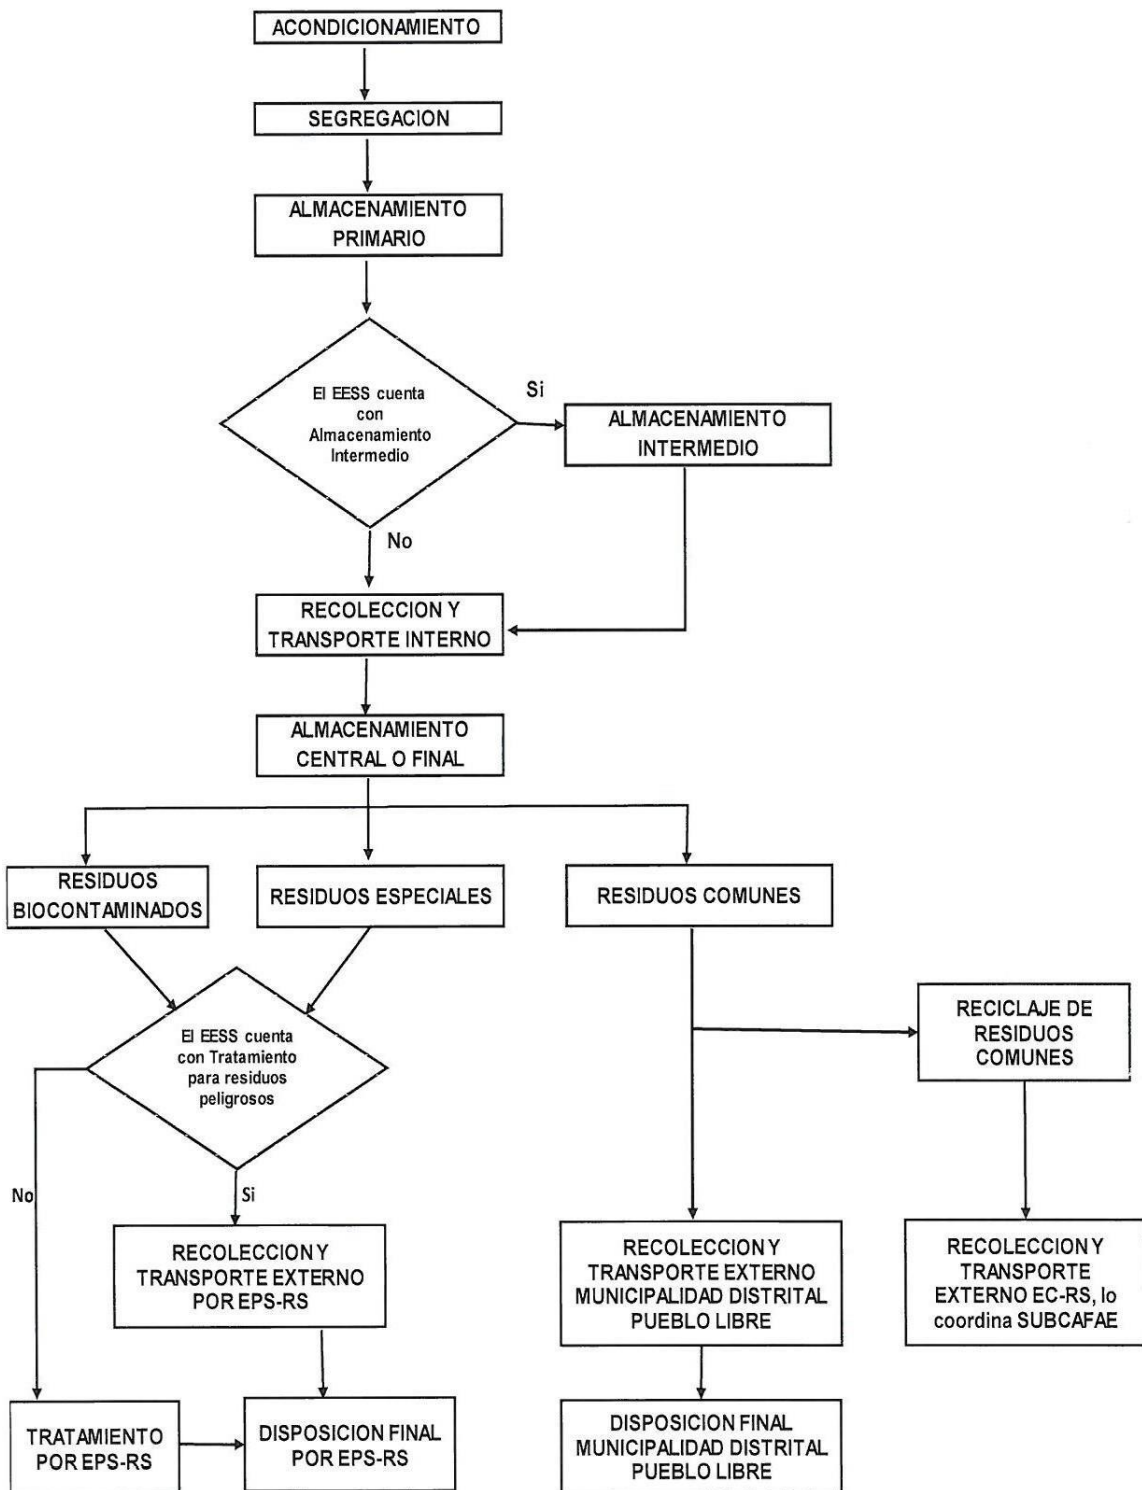 ACONDICIONAMIENTO
SEGREGACION
ALMACENAMIENTO
PRIMARIO
El EESS cuenta
con
Almacenamiento
Intermedio
Si
ALMACENAMIENTO
INTERMEDIO
No
RECOLECCION Y
TRANSPORTE INTERNO
ALMACENAMIENTO
CENTRAL O FINAL
RESIDUOS
BIOCONTAMINADOS
RESIDUOS ESPECIALES
RESIDUOS COMUNES
El EESS cuenta
con Tratamiento
para residuos
peligrosos
RECICLAJE DE
RESIDUOS
COMUNES
No
Si
RECOLECCION Y
TRANSPORTE EXTERNO
POR EPS-RS
RECOLECCION Y
TRANSPORTE EXTERNO
MUNICIPALIDAD DISTRITAL
PUEBLO LIBRE
RECOLECCION Y
TRANSPORTE
EXTERNO EC-RS, lo
coordina SUBCAFAE
TRATAMIENTO
POR EPS-RS
DISPOSICION FINAL
POR EPS-RS
DISPOSICION FINAL
MUNICIPALIDAD DISTRITAL
PUEBLO LIBRE